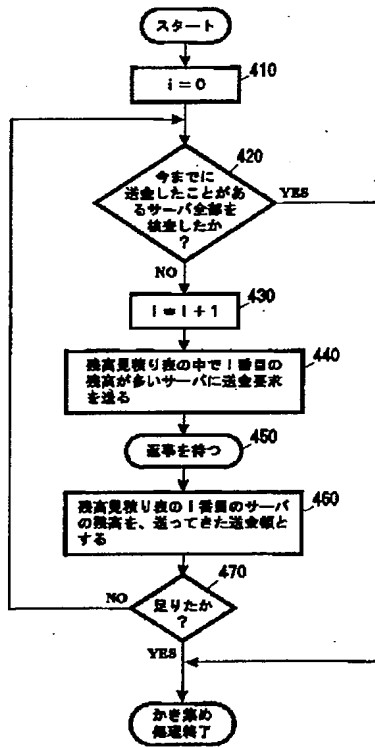 スタート
410
i=0
420
今までに
送金したことがあ
るサーバ全部を
検査したか
?
YES
NO
430
i=i+1
440
残高見積り表の中でi番目の
残高が多いサーバに送金要求
を送る
450
返事を待つ
460
残高見積り表のi番目のサーバ
の残高を、送ってきた送金額と
する
470
NO
足りたか
?
YES
かき集め
処理終了